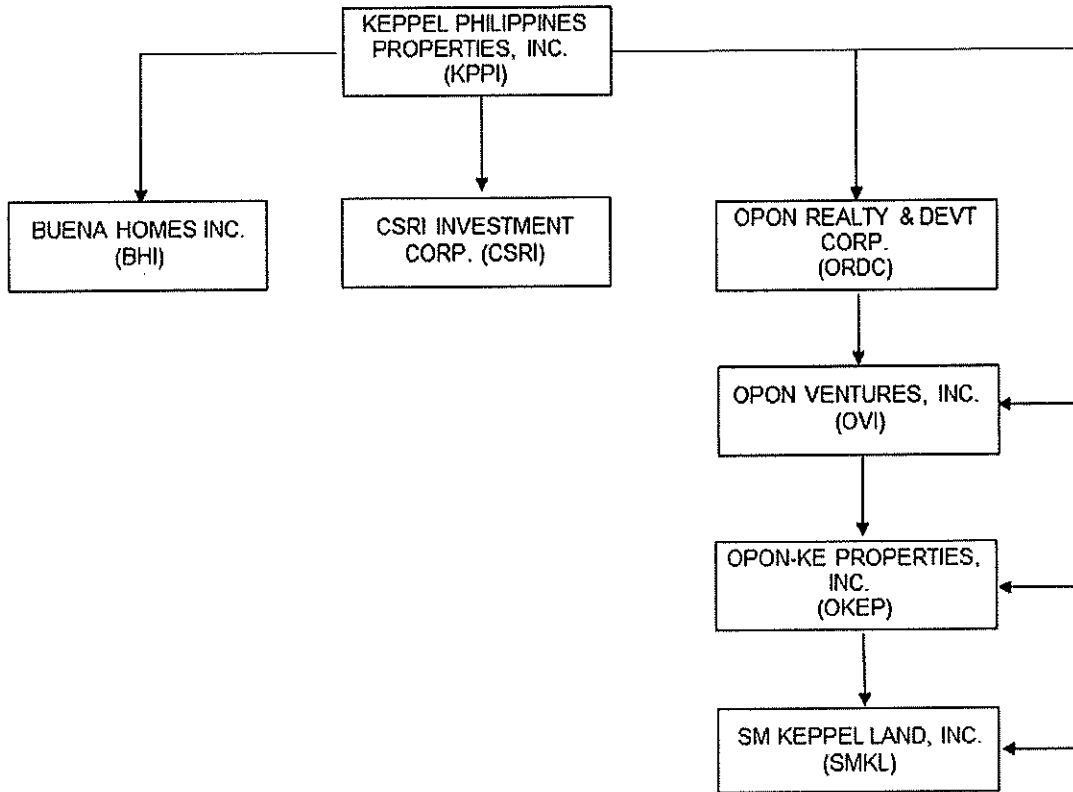 KEPPEL PHILIPPINES
PROPERTIES, INC.
(KPPI)
BUENA HOMES INC.
(BHI)
CSRI INVESTMENT
CORP. (CSRI)
OPON REALTY & DEVT
CORP.
(ORDC)
OPON VENTURES, INC.
(OVI)
OPON-KE PROPERTIES,
INC.
(OKEP)
SM KEPPEL LAND, INC.
(SMKL)